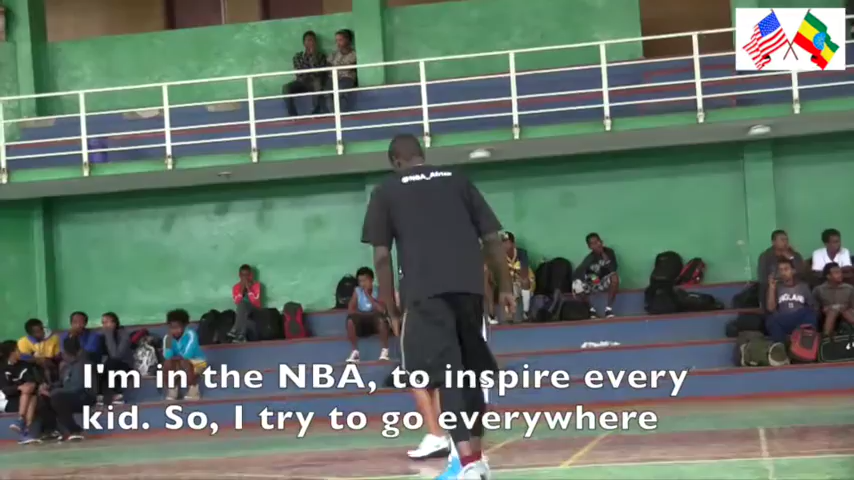 @NBA_Africa
I'm in the NBA, to inspire every
kid. So, I try to go everywhere